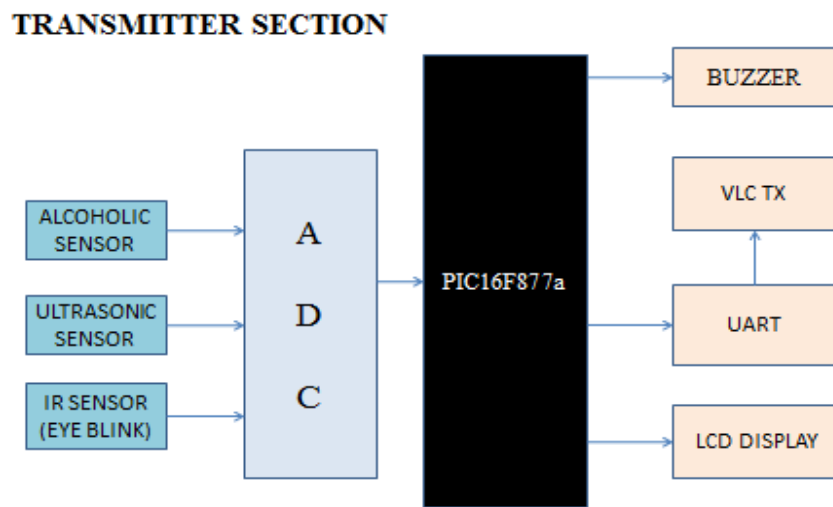 TRANSMITTER SECTION
ALCOHOLIC
SENSOR
ULTRASONIC
SENSOR
IR SENSOR
(EYE BLINK)
A
D
C
PIC16F877a
BUZZER
VLC TX
UART
LCD DISPLAY